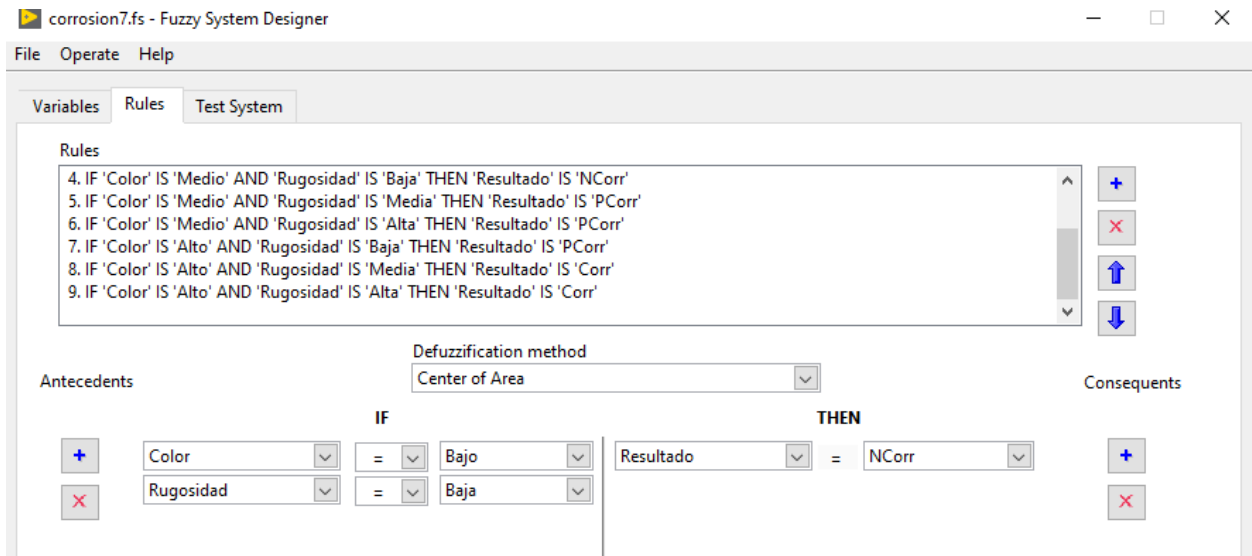 corrosion7.fs - Fuzzy System Designer
File Operate Help
Variables Rules Test System
Rules
4. IF 'Color' IS 'Medio' AND 'Rugosidad' IS 'Baja' THEN 'Resultado' IS 'NCorr'
5. IF 'Color' IS 'Medio' AND 'Rugosidad' IS 'Media' THEN 'Resultado' IS 'PCorr'
6. IF 'Color' IS 'Medio' AND 'Rugosidad' IS 'Alta' THEN 'Resultado' IS 'PCorr'
7. IF 'Color' IS 'Alto' AND 'Rugosidad' IS 'Baja' THEN 'Resultado' IS 'PCorr'
8. IF 'Color' IS 'Alto' AND 'Rugosidad' IS 'Media' THEN 'Resultado' IS 'Corr'
9. IF 'Color' IS 'Alto' AND 'Rugosidad' IS 'Alta' THEN 'Resultado' IS 'Corr'
Defuzzification method
Center of Area
Antecedents
Consequents
IF THEN
Color = Bajo Resultado = NCorr
Rugosidad = Baja